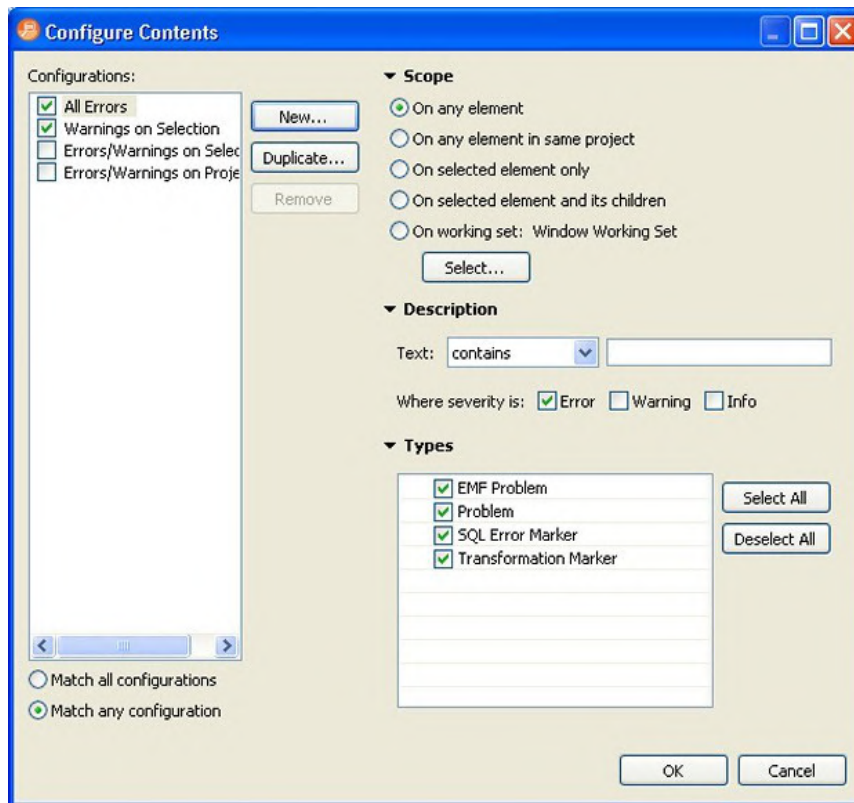 Configure Contents
Configurations:
All Errors
Warnings on Selection
Errors/Warnings on Selec
Errors/Warnings on Proje
New...
Duplicate...
Remove
Match all configurations
Match any configuration
Scope
On any element
On any element in same project
On selected element only
On selected element and its children
On working set: Window Working Set
Select...
Description
Text: contains
Where severity is: Error Warning Info
Types
EMF Problem
Problem
SQL Error Marker
Transformation Marker
Select All
Deselect All
OK Cancel